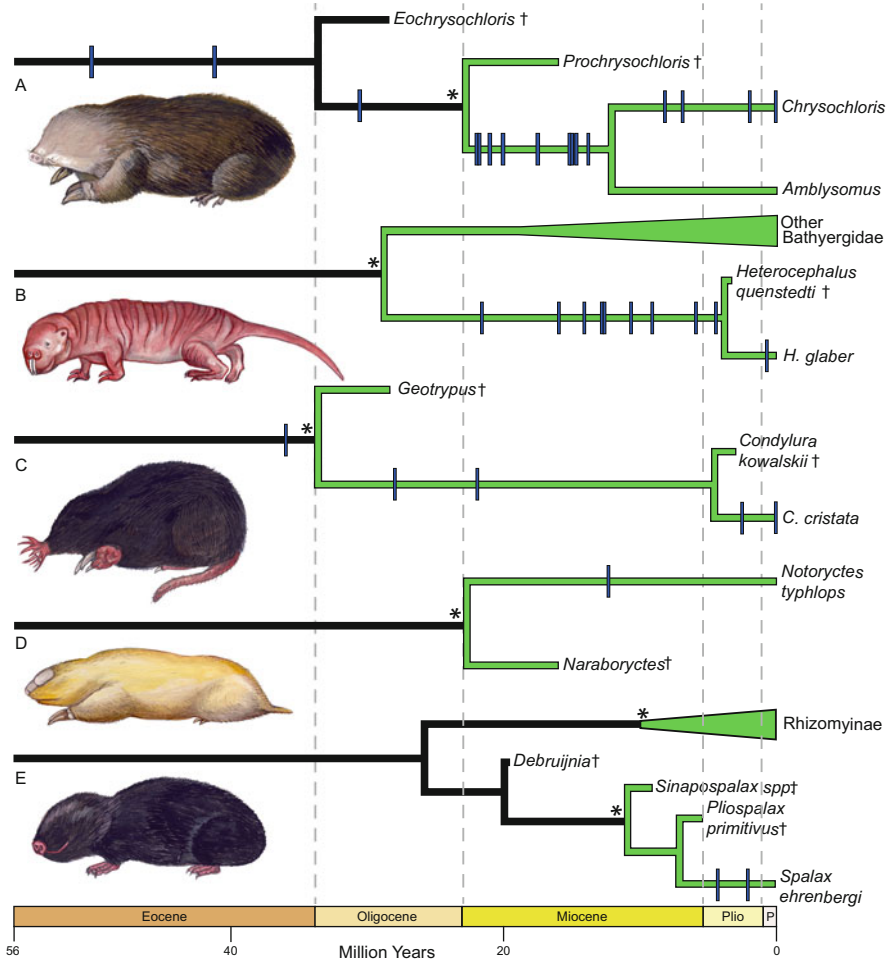 Eochrysochloris †
Prochrysochloris †
A
Chrysochloris
Amblysomus
Other
Bathyergidae
*
*
B
Heterocephalus
quenstedti †
H. glaber
Geotrypus†
*
C
Condylura
kowalskii †
C. cristata
Notoryctes
typhlops
*
D
Naraboryctes†
*
Rhizomyinae
E
Debruijnia†
Sinapospalax spp†
*
Pliospalax
primitivus†
Spalax
ehrenbergi
Eocene Oligocene Miocene Plio P
56 40 Million Years 20 0